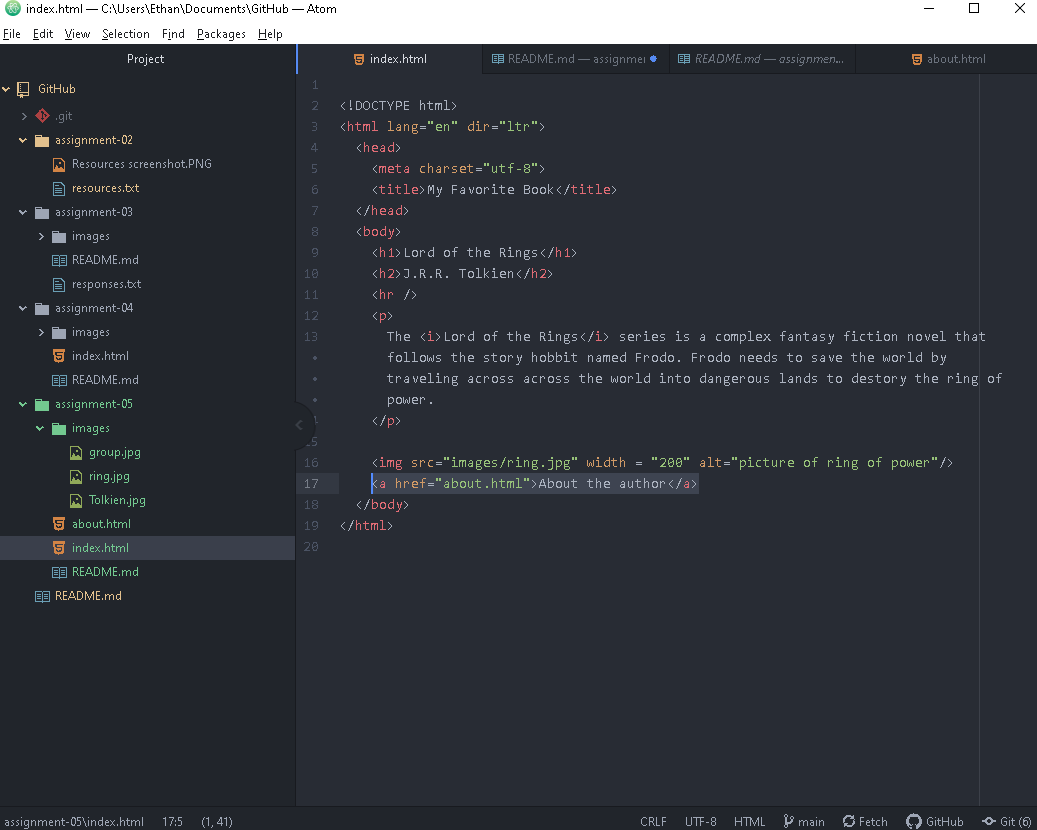 index.html — C:\Users\Ethan\Documents\GitHub — Atom
File Edit View Selection Find Packages Help
Project
GitHub
.git
assignment-02
Resources screenshot.PNG
resources.txt
assignment-03
images
README.md
responses.txt
assignment-04
images
index.html
README.md
assignment-05
images
group.jpg
ring.jpg
Tolkien.jpg
about.html
index.html
README.md
README.md
index.html
README.md — assignmer
README.md — assignmen...
about.html
1
2 <!DOCTYPE html>
3 <html lang="en" dir="ltr">
4 <head>
5 <meta charset="utf-8">
6 <title>My Favorite Book</title>
7 </head>
8 <body>
9 <h1>Lord of the Rings</h1>
10 <h2>J.R.R. Tolkien</h2>
11 <hr />
12 <p>
13 The <i>Lord of the Rings</i> series is a complex fantasy fiction novel that
• follows the story hobbit named Frodo. Frodo needs to save the world by
• traveling across across the world into dangerous lands to destory the ring of
• power.
</p>
15
16 <img src="images/ring.jpg" width = "200" alt="picture of ring of power"/>
17 <a href="about.html">About the author</a>
18 </body>
19 </html>
20
assignment-05\index.html 17:5 (1, 41)
CRLF UTF-8 HTML main Fetch GitHub Git (6)